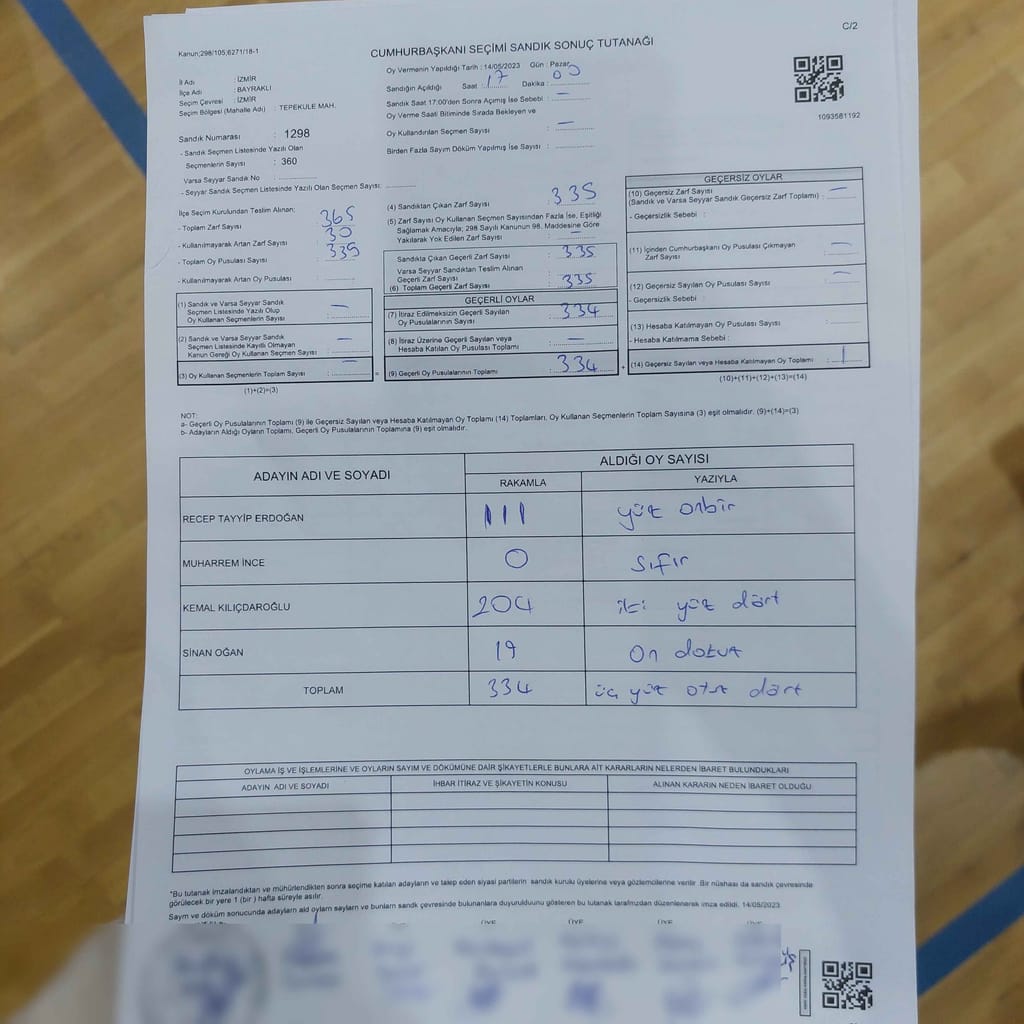 C/2
Kanun;298/105;6271/18-1
CUMHURBAŞKANI SEÇİMİ SANDIK SONUÇ TUTANAĞI
İl Adı : İZMİR
İlçe Adı : BAYRAKLI
Seçim Çevresi : İZMİR
Seçim Bölgesi (Mahalle Adı) : TEPEKULE MAH.
Oy Vermenin Yapıldığı Tarih : 14/05/2023 Gün : Pazar
Sandığın Açıldığı Saat : 17 Dakika : 05
Sandık Saat 17:00'den Sonra Açımış İse Sebebi : —
Oy Verme Saati Bitiminde Sırada Bekleyen ve
Oy Kullandırılan Seçmen Sayısı : —
Birden Fazla Sayım Döküm Yapılmış İse Sayısı :
1093581192
Sandık Numarası : 1298
- Sandık Seçmen Listesinde Yazılı Olan
Seçmenlerin Sayısı : 360
Varsa Seyyar Sandık No :
- Seyyar Sandık Seçmen Listesinde Yazılı Olan Seçmen Sayısı:
İlçe Seçim Kurulundan Teslim Alınan;
- Toplam Zarf Sayısı : 365
- Kullanılmayarak Artan Zarf Sayısı : 30
- Toplam Oy Pusulası Sayısı : 335
- Kullanılmayarak Artan Oy Pusulası :
(1) Sandık ve Varsa Seyyar Sandık
Seçmen Listesinde Yazılı Olup
Oy Kullanan Seçmenlerin Sayısı : —
(2) Sandık ve Varsa Seyyar Sandık
Seçmen Listesinde Kayıtlı Olmayan
Kanun Gereği Oy Kullanan Seçmen Sayısı : —
(3) Oy Kullanan Seçmenlerin Toplam Sayısı : —
(1)+(2)=(3)
(4) Sandıktan Çıkan Zarf Sayısı : 335
(5) Zarf Sayısı Oy Kullanan Seçmen Sayısından Fazla İse, Eşitliği
Sağlamak Amacıyla; 298 Sayılı Kanunun 98. Maddesine Göre
Yakılarak Yok Edilen Zarf Sayısı : —
Sandıkta Çıkan Geçerli Zarf Sayısı : 335
Varsa Seyyar Sandıktan Teslim Alınan
Geçerli Zarf Sayısı
(6) Toplam Geçerli Zarf Sayısı : 335
GEÇERLİ OYLAR
(7) İtiraz Edilmeksizin Geçerli Sayılan
Oy Pusulalarının Sayısı : 334
(8) İtiraz Üzerine Geçerli Sayılan veya
Hesaba Katılan Oy Pusulası Toplamı : —
(9) Geçerli Oy Pusulalarının Toplamı : 334
GEÇERSİZ OYLAR
(10) Geçersiz Zarf Sayısı
(Sandık ve Varsa Seyyar Sandık Geçersiz Zarf Toplamı) : —
- Geçersizlik Sebebi :
(11) İçinden Cumhurbaşkanı Oy Pusulası Çıkmayan
Zarf Sayısı : —
(12) Geçersiz Sayılan Oy Pusulası Sayısı : —
- Geçersizlik Sebebi :
(13) Hesaba Katılmayan Oy Pusulası Sayısı :
- Hesaba Katılmama Sebebi :
(14) Geçersiz Sayılan veya Hesaba Katılmayan Oy Toplamı : 1
(10)+(11)+(12)+(13)=(14)
NOT:
a- Geçerli Oy Pusulalarının Toplamı (9) ile Geçersiz Sayılan veya Hesaba Katılmayan Oy Toplamı (14) Toplamları, Oy Kullanan Seçmenlerin Toplam Sayısına (3) eşit olmalıdır. (9)+(14)=(3)
b- Adayların Aldığı Oyların Toplamı, Geçerli Oy Pusulalarının Toplamına (9) eşit olmalıdır.
ADAYIN ADI VE SOYADI
ALDIĞI OY SAYISI
RAKAMLA YAZIYLA
RECEP TAYYİP ERDOĞAN 111 yüz onbir
MUHARREM İNCE 0 sıfır
KEMAL KILIÇDAROĞLU 204 iki yüz dört
SİNAN OĞAN 19 on dokuz
TOPLAM 334 üç yüz otuz dört
OYLAMA İŞ VE İŞLEMLERİNE VE OYLARIN SAYIM VE DÖKÜMÜNE DAİR ŞİKAYETLERLE BUNLARA AİT KARARLARIN NELERDEN İBARET BULUNDUKLARI
ADAYIN ADI VE SOYADI İHBAR İTİRAZ VE ŞİKAYETİN KONUSU ALINAN KARARIN NEDEN İBARET OLDUĞU
"Bu tutanak imzalandıktan ve mühürlendikten sonra seçime katılan adayların ve talep eden siyasi partilerin sandık kurulu üyelerine veya gözlemcilerine verilir. Bir nüshası da sandık çevresinde
görülecek bir yere 1 (bir ) hafta süreyle asılır.
Sayım ve döküm sonucunda adayların aldı oyların sayları ve bunların sandk çevresinde bulunanlara duyurulduunu gösteren bu tutanak tarafımızdan düzenlenerek imza edildi. 14/05/2023
ÜYE ÜYE ÜYE ÜYE